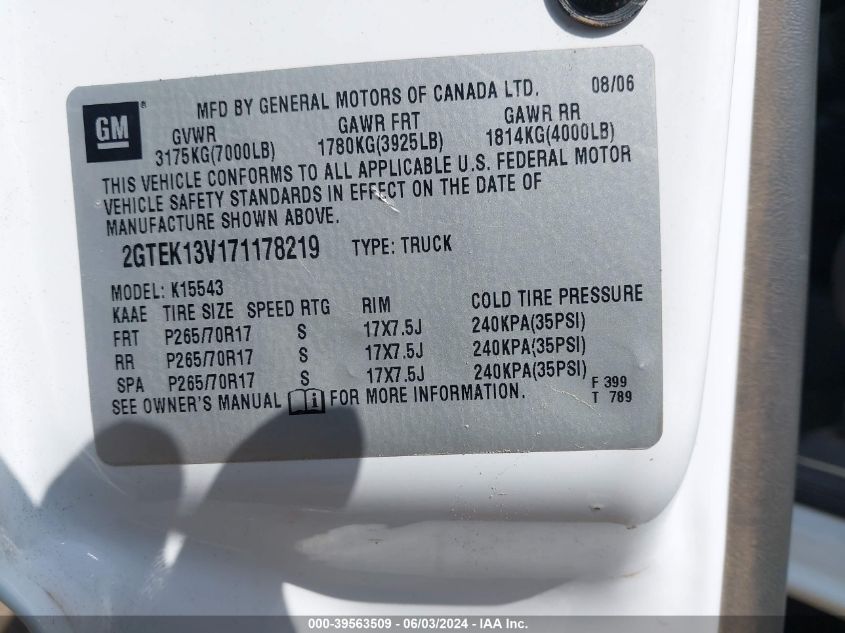 GM ® MFD BY GENERAL MOTORS OF CANADA LTD. 08/06
GVWR GAWR FRT GAWR RR
3175KG(7000LB) 1780KG(3925LB) 1814KG(4000LB)
THIS VEHICLE CONFORMS TO ALL APPLICABLE U.S. FEDERAL MOTOR
VEHICLE SAFETY STANDARDS IN EFFECT ON THE DATE OF
MANUFACTURE SHOWN ABOVE.
2GTEK13V171178219 TYPE: TRUCK
MODEL: K15543
KAAE TIRE SIZE SPEED RTG RIM COLD TIRE PRESSURE
FRT P265/70R17 S 17X7.5J 240KPA(35PSI)
RR P265/70R17 S 17X7.5J 240KPA(35PSI)
SPA P265/70R17 S 17X7.5J 240KPA(35PSI)
SEE OWNER'S MANUAL i FOR MORE INFORMATION.
F 399
T 789
000-39563509 - 06/03/2024 - IAA Inc.